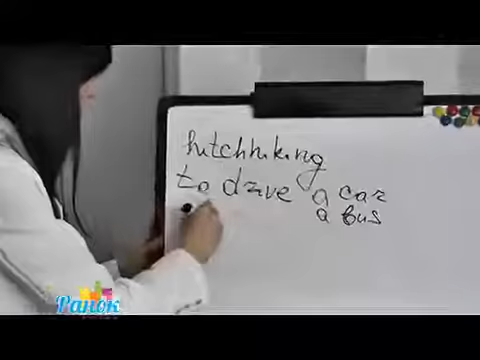 hitchhiking
to drive a car
a bus
Ранок